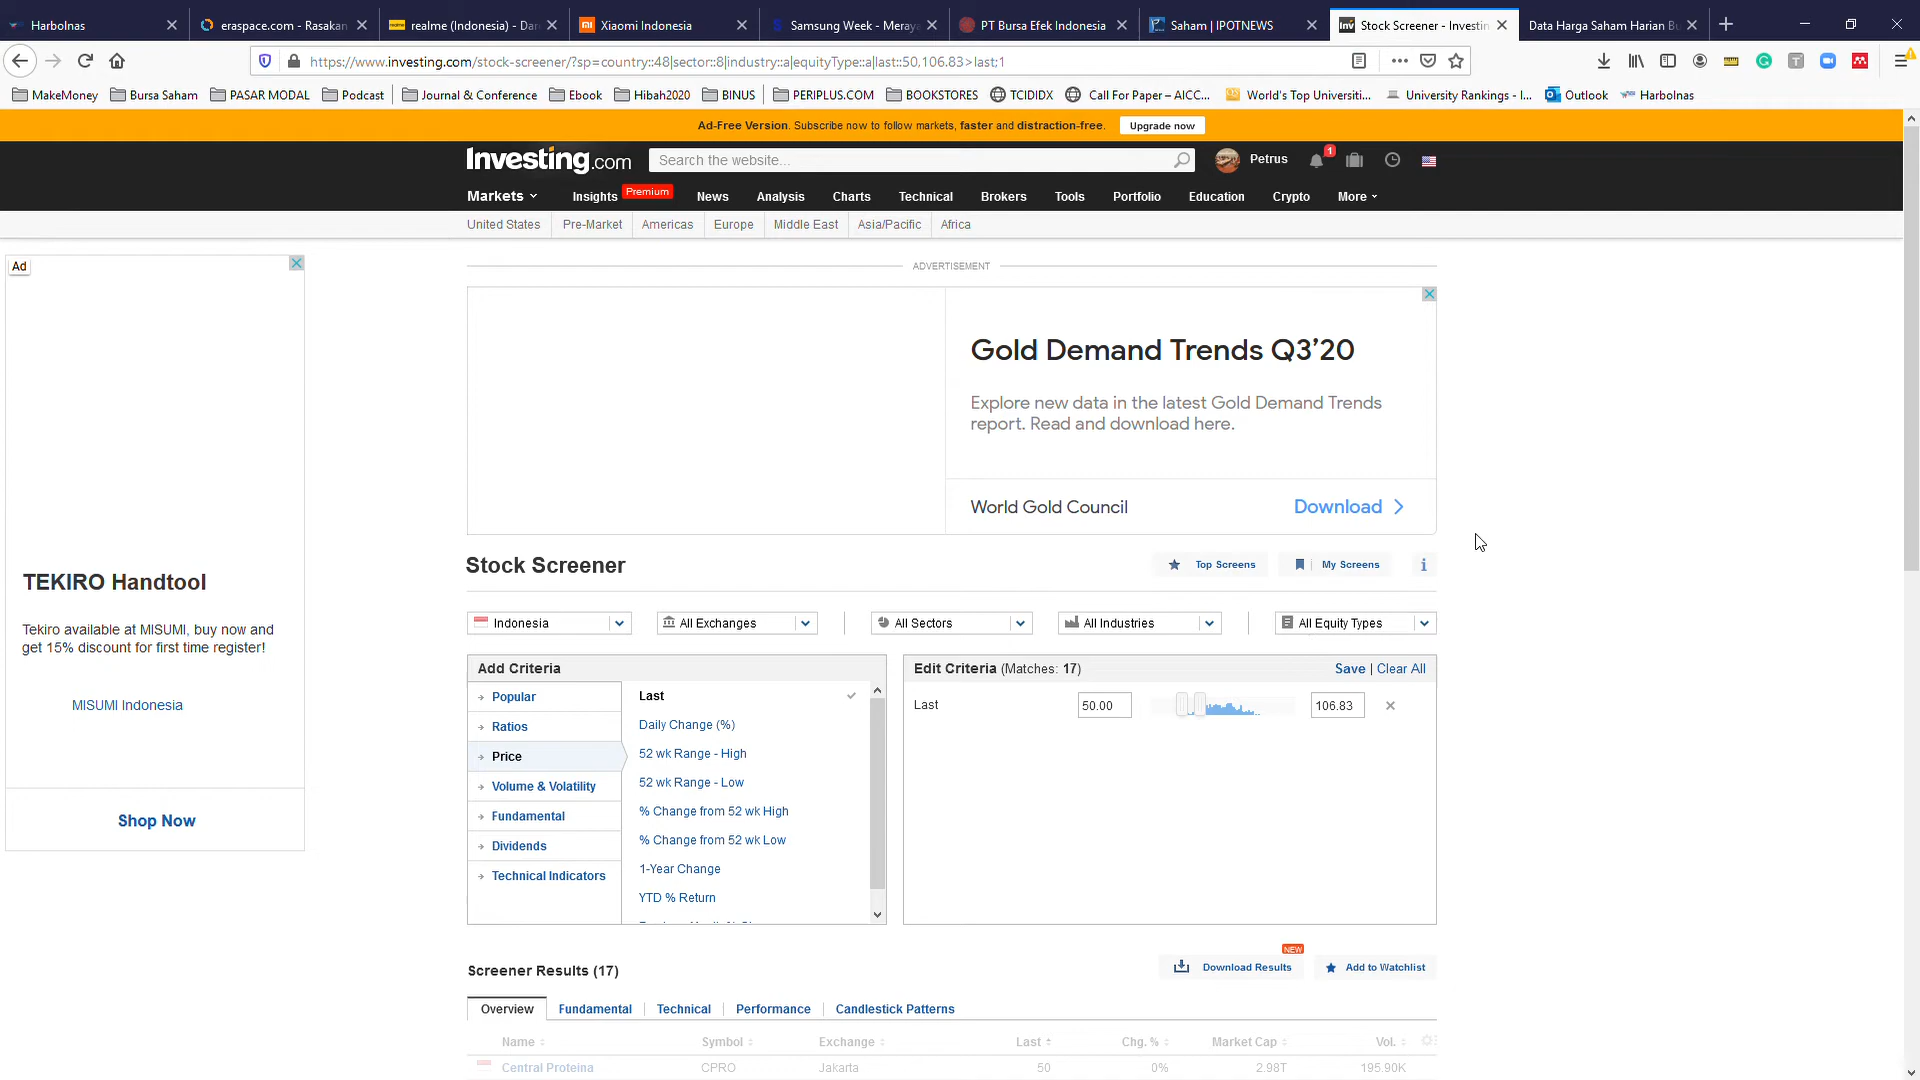 Harbolnas
eraspace.com - Rasakan
realme (Indonesia) - Dar
Xiaomi Indonesia
Samsung Week - Meraya
PT Bursa Efek Indonesia
Saham | IPOTNEWS
Stock Screener - Investin
Data Harga Saham Harian Bu
https://www.investing.com/stock-screener/?sp=country::48|sector::8|industry::a|equityType::a|last::50,106.83>last;1
MakeMoney
Bursa Saham
PASAR MODAL
Podcast
Journal & Conference
Ebook
Hibah2020
BINUS
PERIPLUS.COM
BOOKSTORES
TCIDIDX
Call For Paper – AICC...
World's Top Universiti...
University Rankings - I...
Outlook
Harbolnas
Ad-Free Version. Subscribe now to follow markets, faster and distraction-free.
Upgrade now
Investing.com
Search the website...
1
Petrus
Markets
Insights
Premium
News
Analysis
Charts
Technical
Brokers
Tools
Portfolio
Education
Crypto
More
United States
Pre-Market
Americas
Europe
Middle East
Asia/Pacific
Africa
Ad
TEKIRO Handtool
Tekiro available at MISUMI, buy now and
get 15% discount for first time register!
MISUMI Indonesia
Shop Now
ADVERTISEMENT
Gold Demand Trends Q3’20
Explore new data in the latest Gold Demand Trends
report. Read and download here.
World Gold Council
Download
Stock Screener
Top Screens
My Screens
Indonesia
All Exchanges
All Sectors
All Industries
All Equity Types
Add Criteria
Popular
Ratios
Price
Volume & Volatility
Fundamental
Dividends
Technical Indicators
Last
Daily Change (%)
52 wk Range - High
52 wk Range - Low
% Change from 52 wk High
% Change from 52 wk Low
1-Year Change
YTD % Return
Edit Criteria (Matches: 17)
Save | Clear All
Last
50.00
106.83
Screener Results (17)
NEW
Download Results
Add to Watchlist
Overview
Fundamental
Technical
Performance
Candlestick Patterns
Name
Symbol
Exchange
Last
Chg. %
Market Cap
Vol.
Central Proteina
CPRO
Jakarta
50
0%
2.98T
195.90K